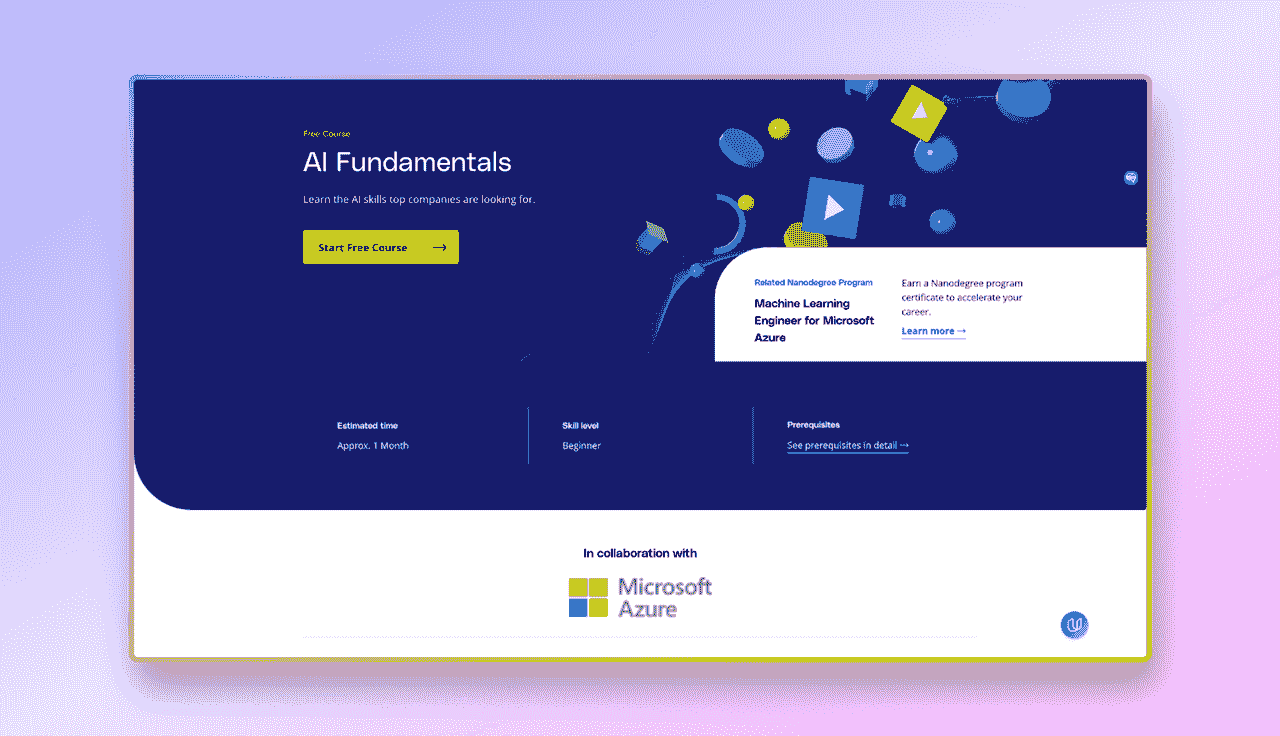 Free Course
AI Fundamentals
Learn the AI skills top companies are looking for.
Start Free Course →
Related Nanodegree Program
Machine Learning
Engineer for Microsoft
Azure
Earn a Nanodegree program
certificate to accelerate your
career.
Learn more →
Estimated time
Approx. 1 Month
Skill level
Beginner
Prerequisites
See prerequisites in detail →
In collaboration with
Microsoft
Azure